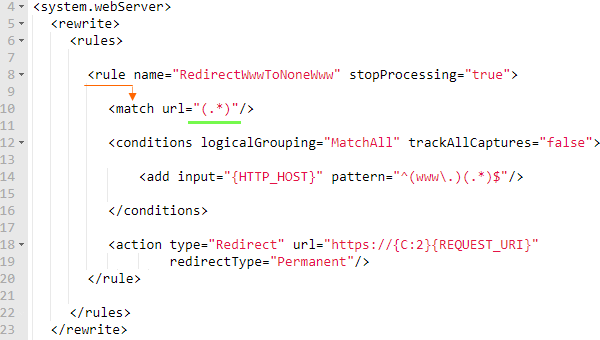 4 <system.webServer>
5 <rewrite>
6 <rules>
7
8 <rule name="RedirectWwwToNoneWww" stopProcessing="true">
9
10 <match url="(.*)"/>
11
12 <conditions logicalGrouping="MatchAll" trackAllCaptures="false">
13
14 <add input="{HTTP_HOST}" pattern="^(www\.)(.*)$"/>
15
16 </conditions>
17
18 <action type="Redirect" url="https://{C:2}{REQUEST_URI}"
19 redirectType="Permanent"/>
20 </rule>
21
22 </rules>
23 </rewrite>